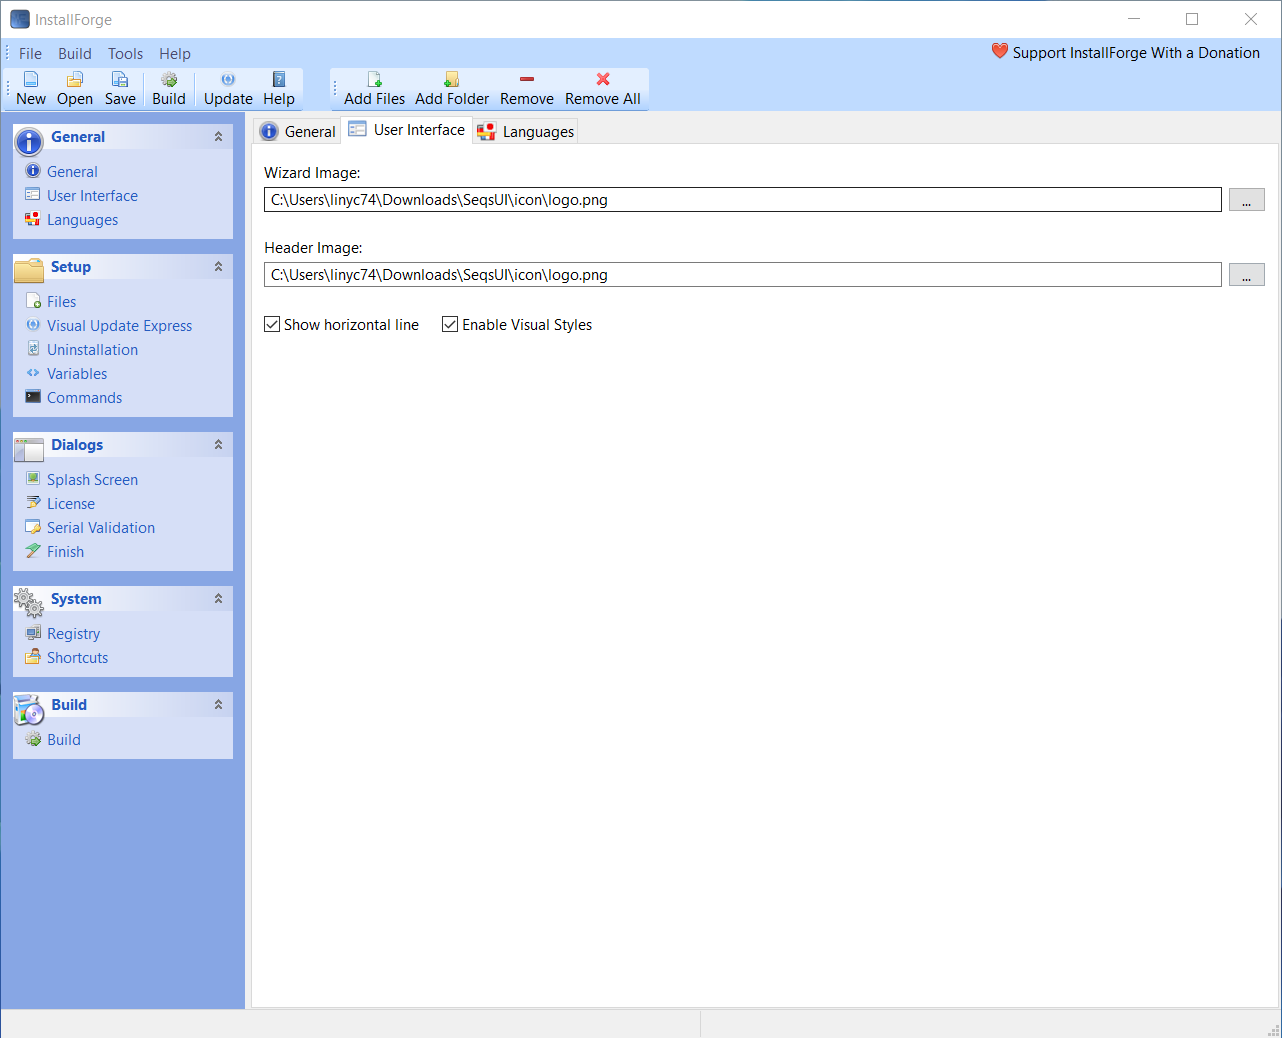 InstallForge
File Build Tools Help
Support InstallForge With a Donation
New Open Save Build Update Help Add Files Add Folder Remove Remove All
General
General
User Interface
Languages
Setup
Files
Visual Update Express
Uninstallation
Variables
Commands
Dialogs
Splash Screen
License
Serial Validation
Finish
System
Registry
Shortcuts
Build
Build
General User Interface Languages
Wizard Image:
C:\Users\linyc74\Downloads\SeqsUI\icon\logo.png
...
Header Image:
C:\Users\linyc74\Downloads\SeqsUI\icon\logo.png
...
Show horizontal line Enable Visual Styles